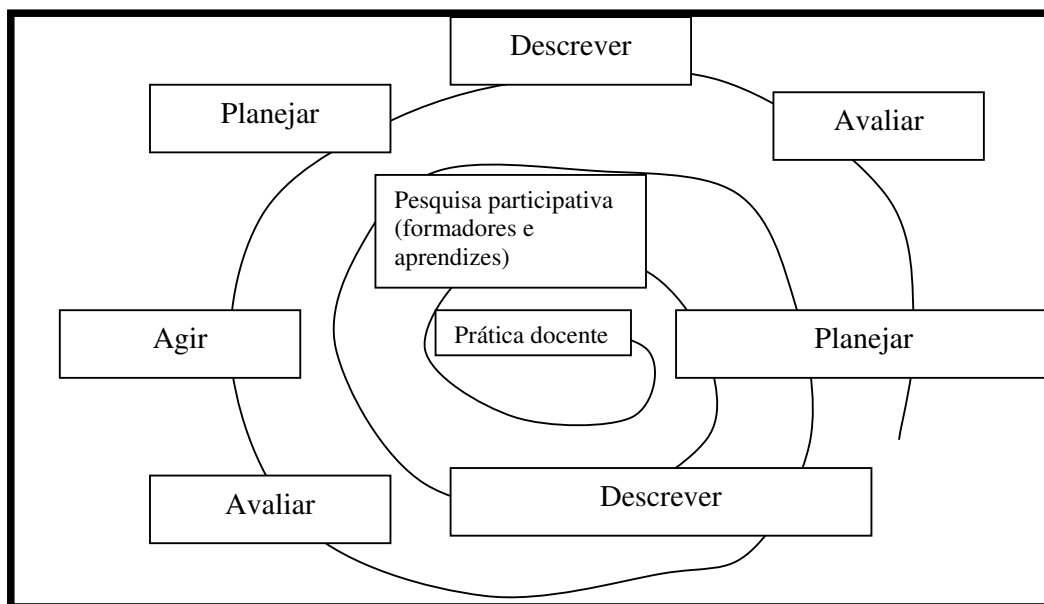 Descrever
Planejar
Avaliar
Pesquisa participativa
(formadores e
aprendizes)
Agir
Prática docente
Planejar
Avaliar
Descrever